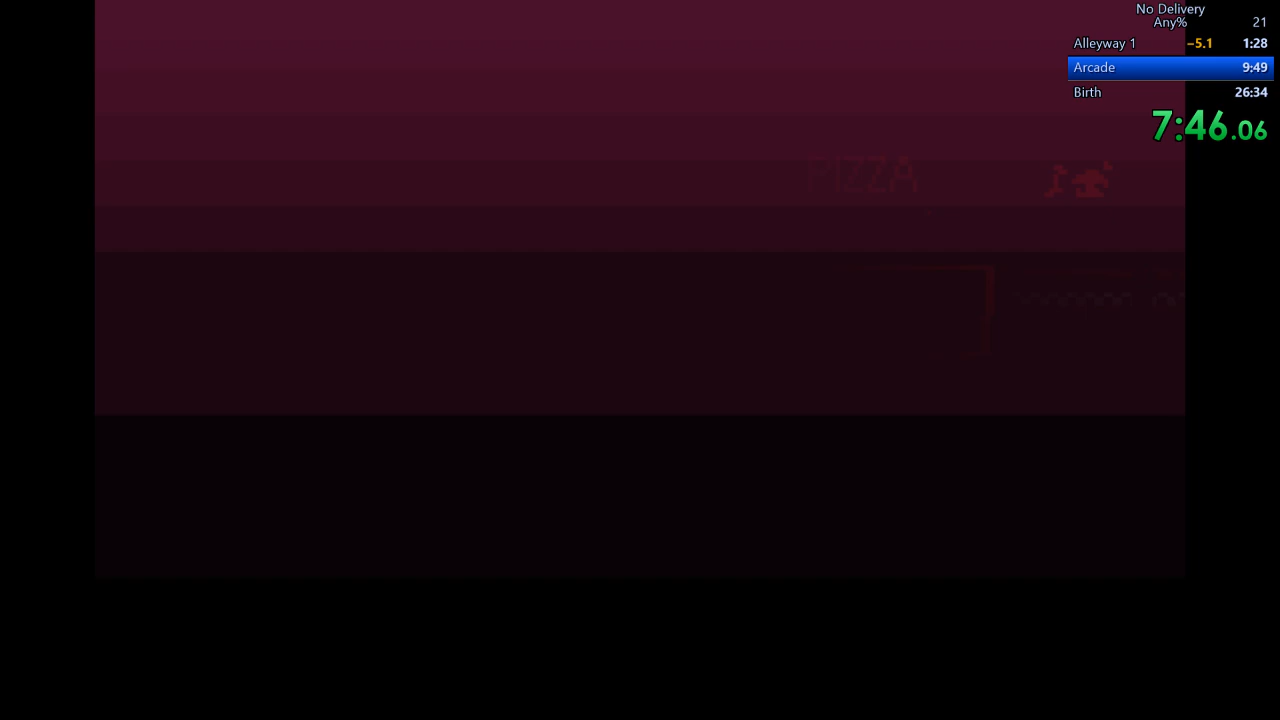 No Delivery
Any% 21
Alleyway 1 −5.1 1:28
Arcade 9:49
Birth 26:34
7:46.06
PIZZA